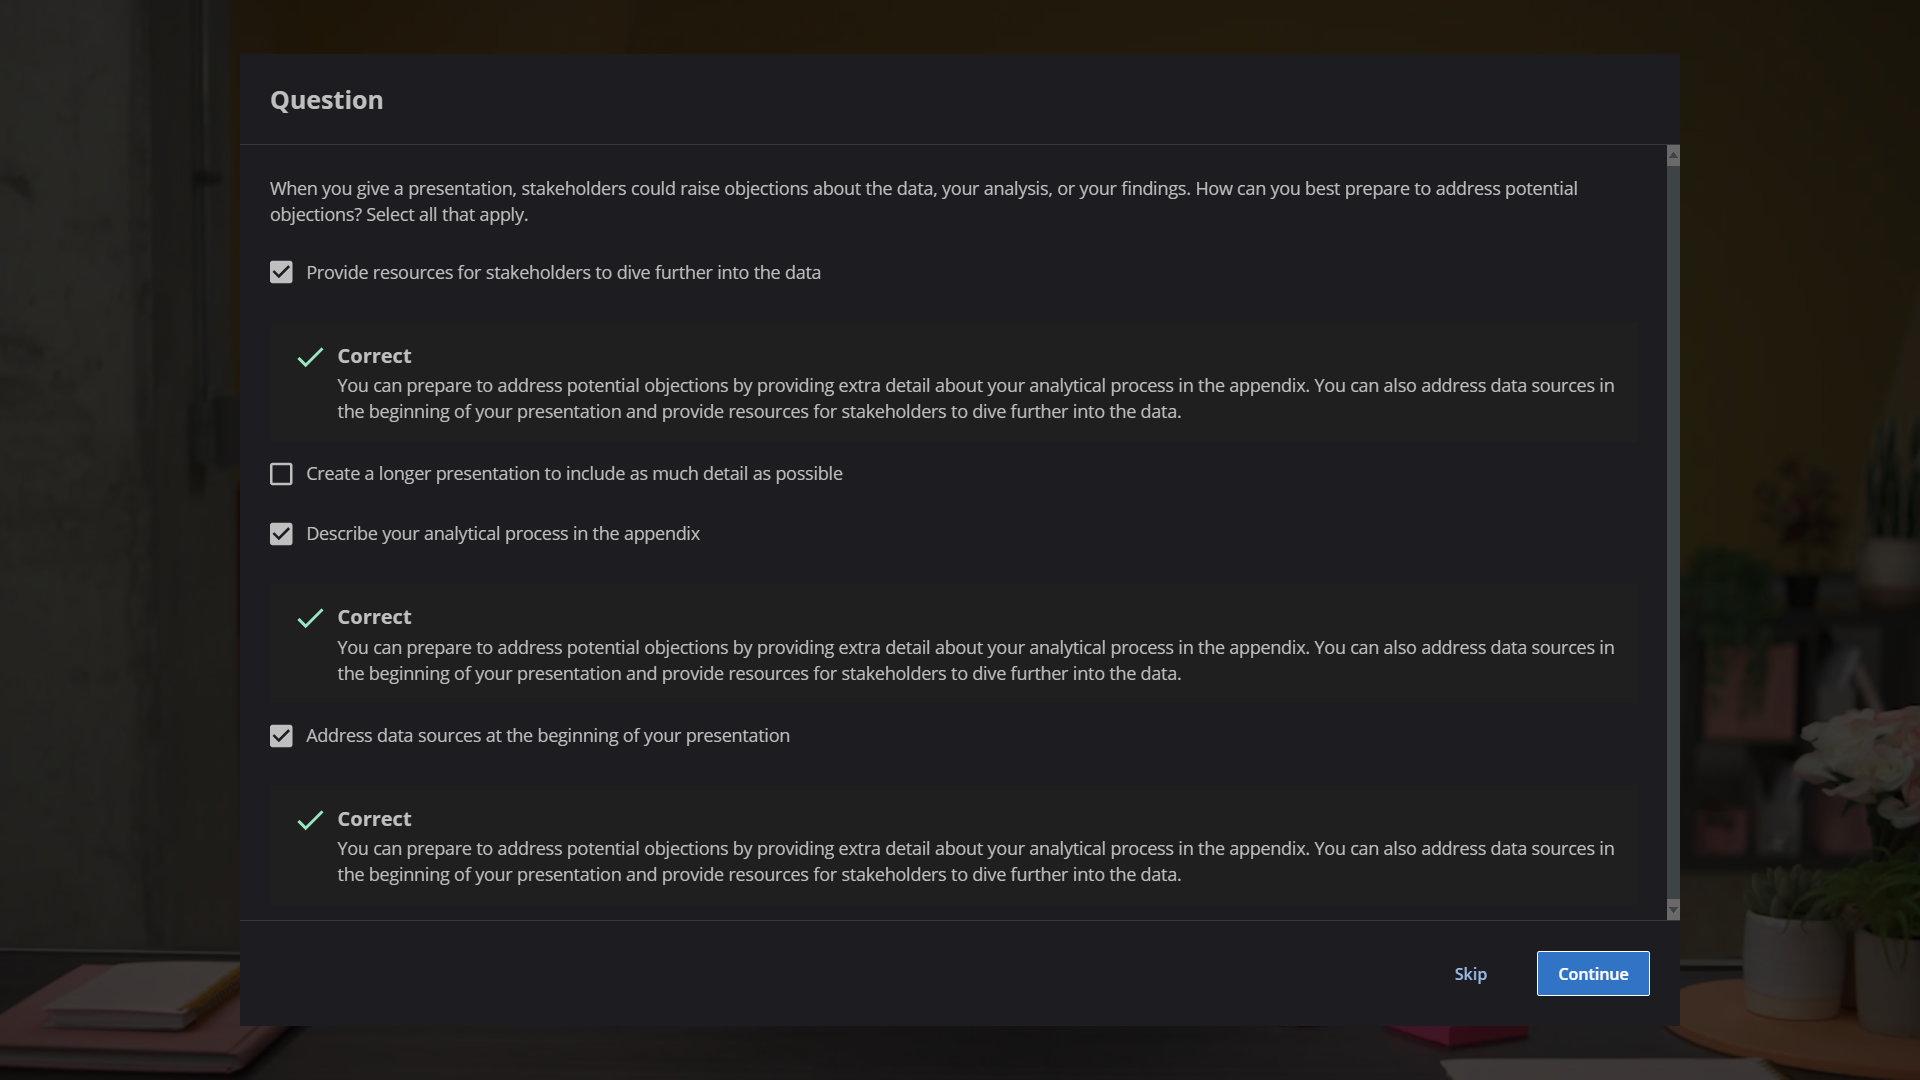 Question
When you give a presentation, stakeholders could raise objections about the data, your analysis, or your findings. How can you best prepare to address potential
objections? Select all that apply.
Provide resources for stakeholders to dive further into the data
Correct
You can prepare to address potential objections by providing extra detail about your analytical process in the appendix. You can also address data sources in
the beginning of your presentation and provide resources for stakeholders to dive further into the data.
Create a longer presentation to include as much detail as possible
Describe your analytical process in the appendix
Correct
You can prepare to address potential objections by providing extra detail about your analytical process in the appendix. You can also address data sources in
the beginning of your presentation and provide resources for stakeholders to dive further into the data.
Address data sources at the beginning of your presentation
Correct
You can prepare to address potential objections by providing extra detail about your analytical process in the appendix. You can also address data sources in
the beginning of your presentation and provide resources for stakeholders to dive further into the data.
Skip
Continue